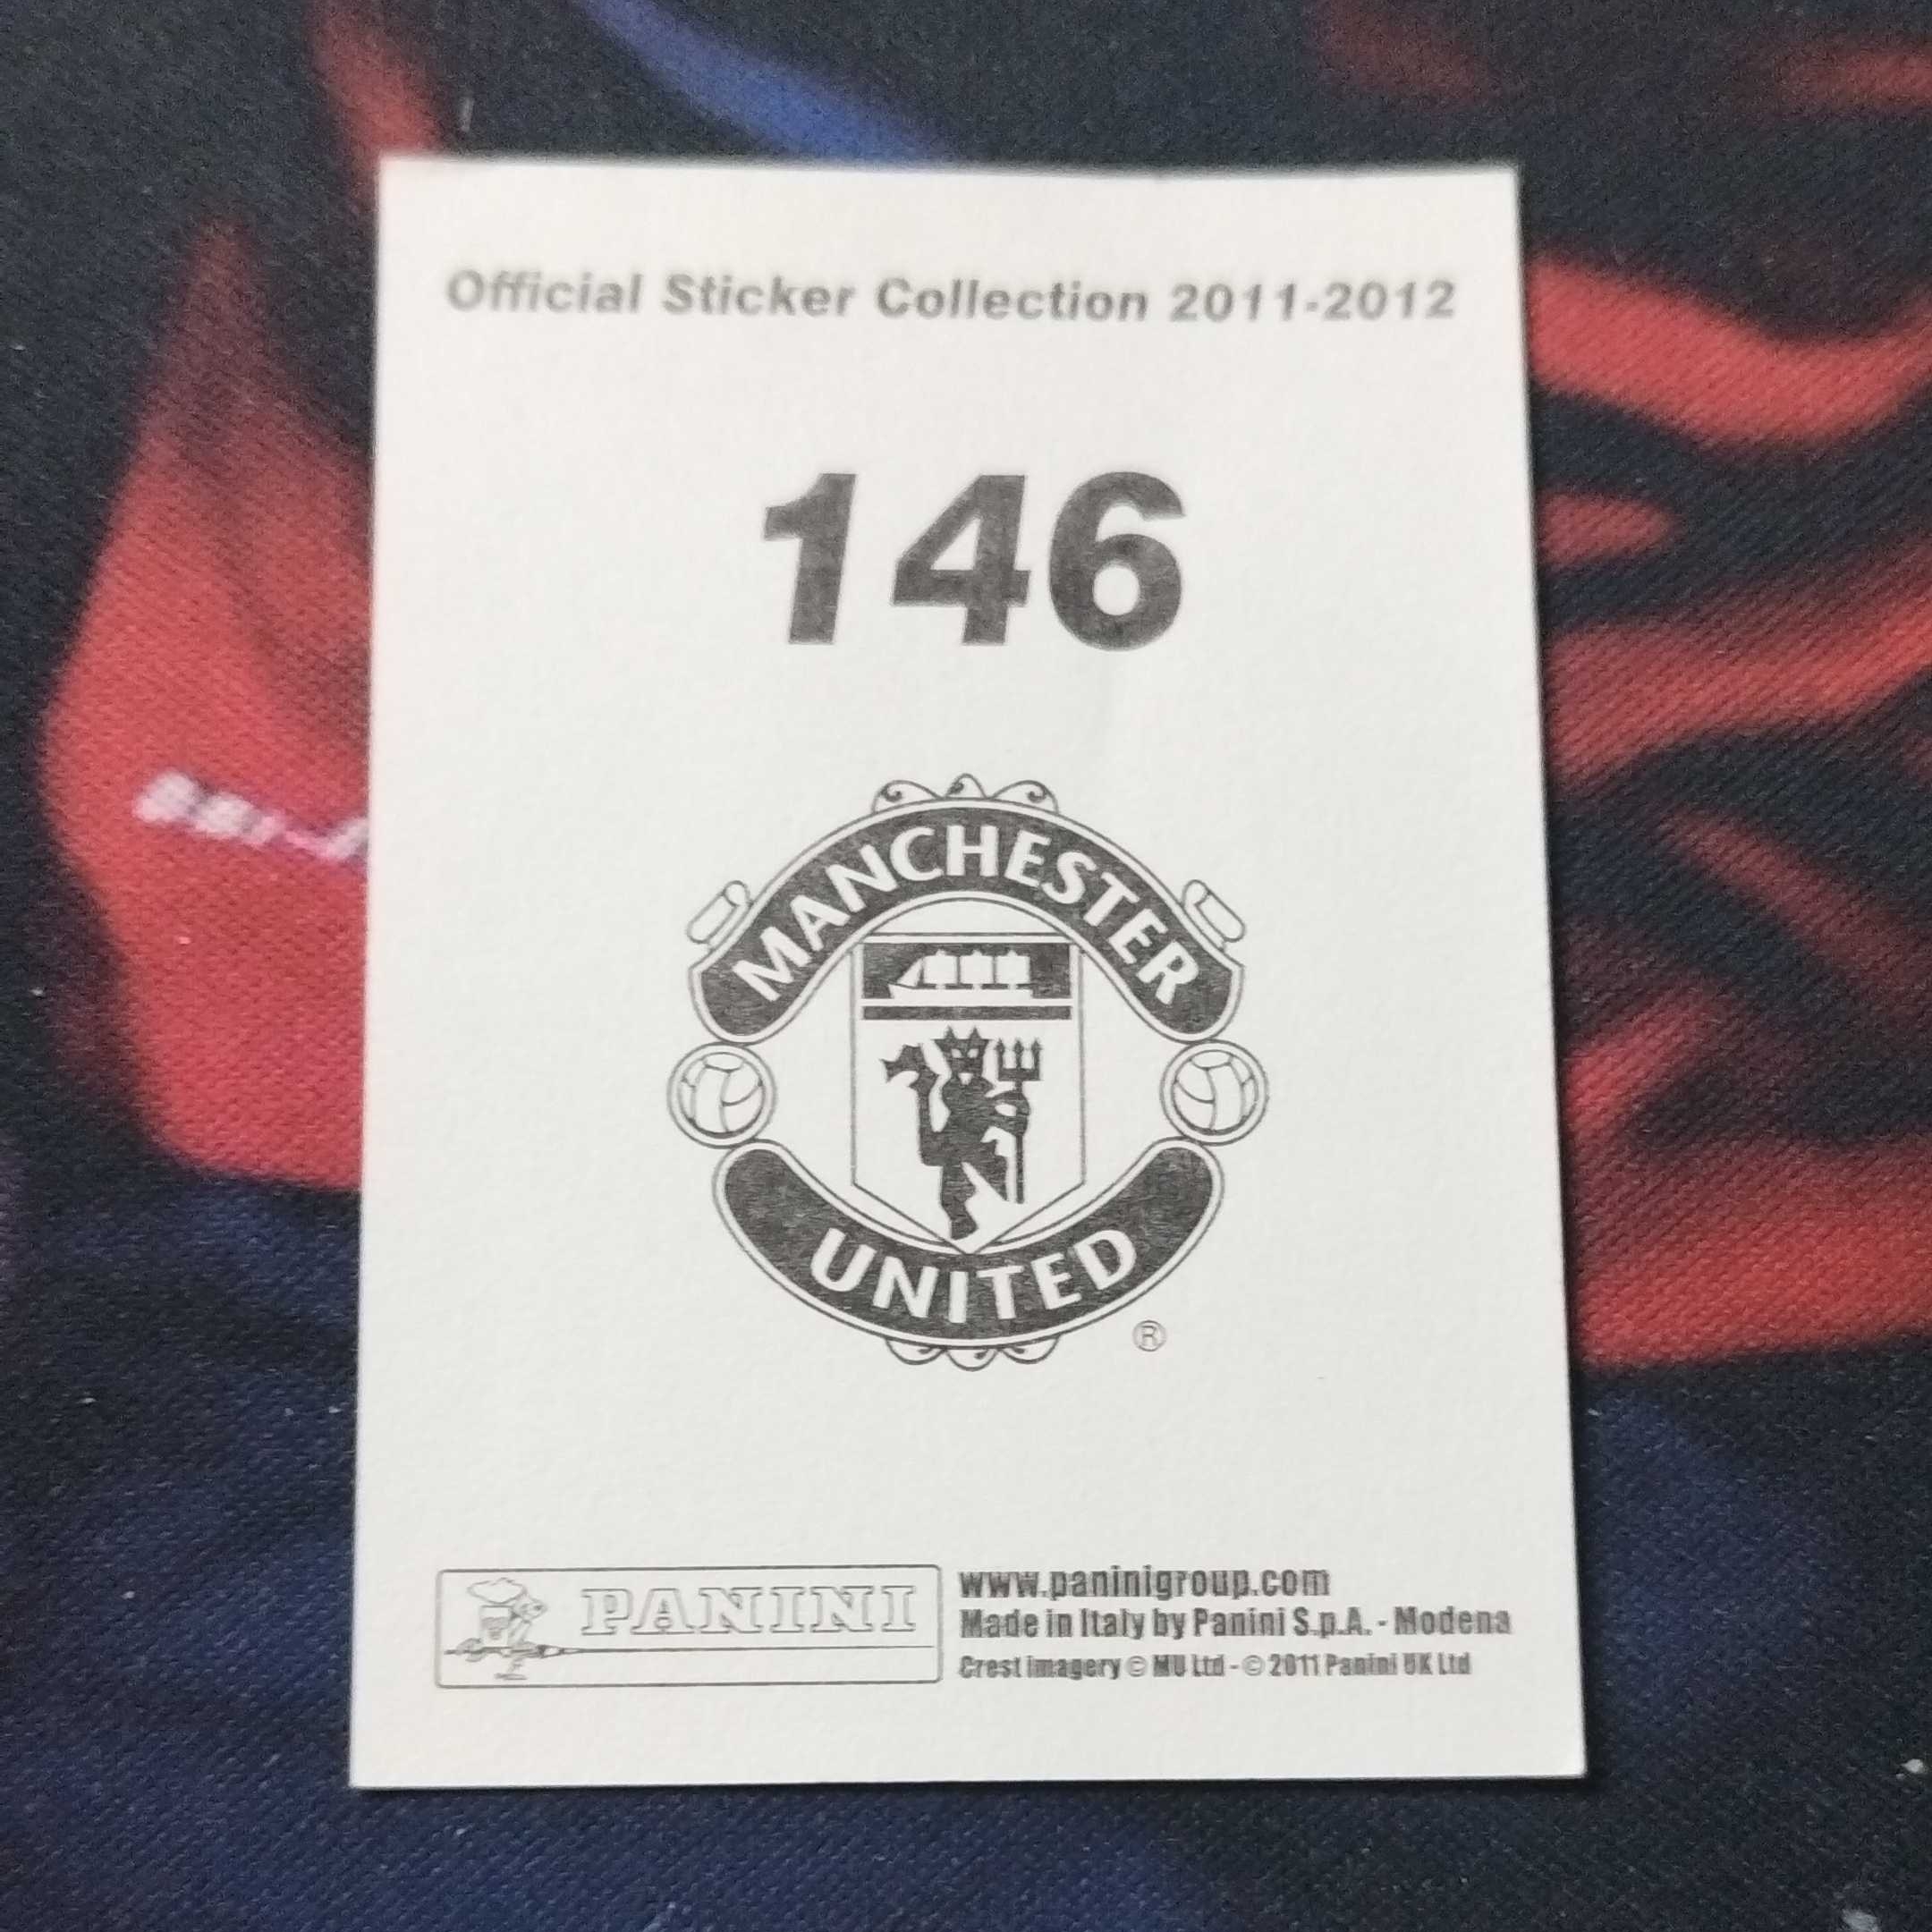 Official Sticker Collection 2011-2012
146
MANCHESTER
UNITED
®
PANINI
www.paninigroup.com
Made in Italy by Panini S.p.A. - Modena
Crest imagery © MU Ltd - © 2011 Panini UK Ltd